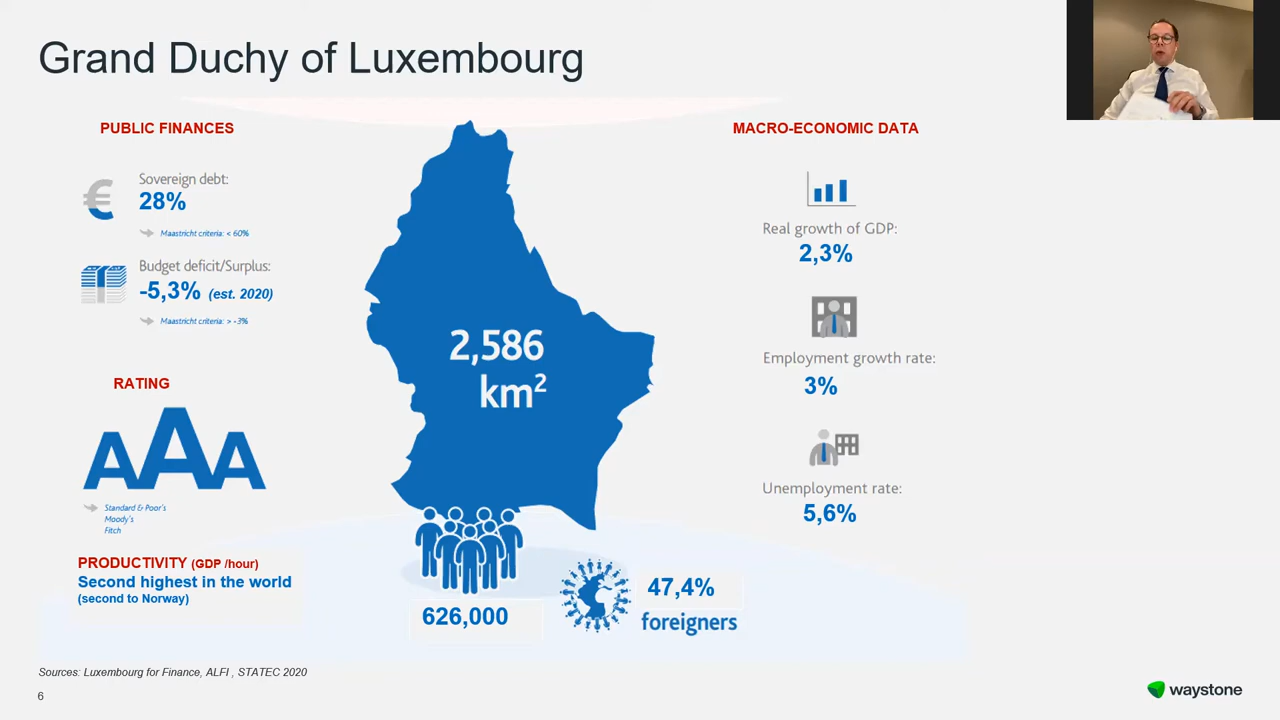 Grand Duchy of Luxembourg
PUBLIC FINANCES
Sovereign debt:
28%
Maastricht criteria: < 60%
Budget deficit/Surplus:
-5,3% (est. 2020)
Maastricht criteria: > -3%
RATING
AAA
Standard & Poor's
Moody's
Fitch
PRODUCTIVITY (GDP /hour)
Second highest in the world
(second to Norway)
2,586
km²
626,000
47,4%
foreigners
MACRO-ECONOMIC DATA
Real growth of GDP:
2,3%
Employment growth rate:
3%
Unemployment rate:
5,6%
Sources: Luxembourg for Finance, ALFI , STATEC 2020
6
waystone